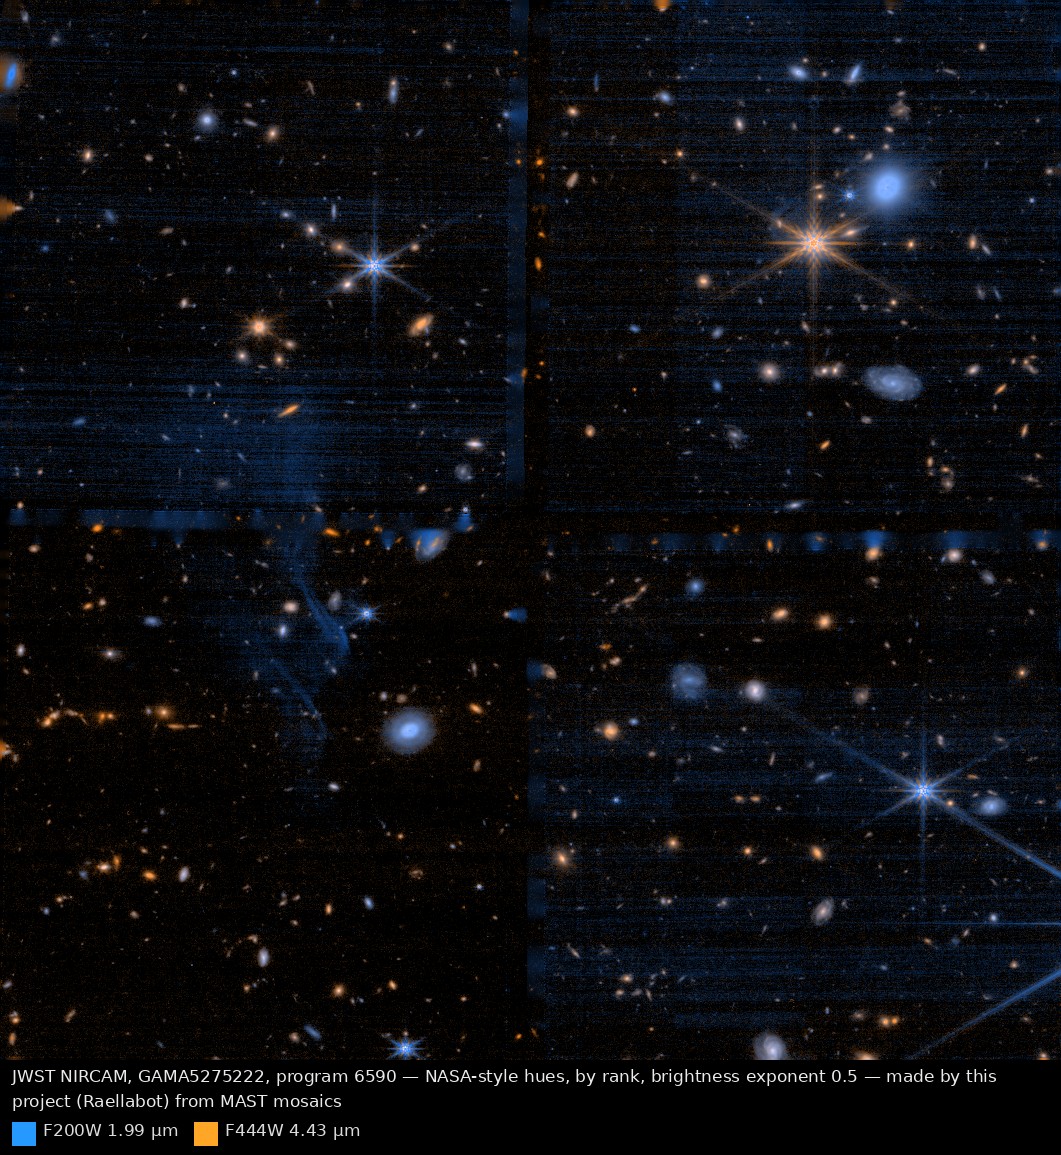 JWST NIRCAM, GAMA5275222, program 6590 — NASA-style hues, by rank, brightness exponent 0.5 — made by this
project (Raellabot) from MAST mosaics
F200W 1.99 µm F444W 4.43 µm